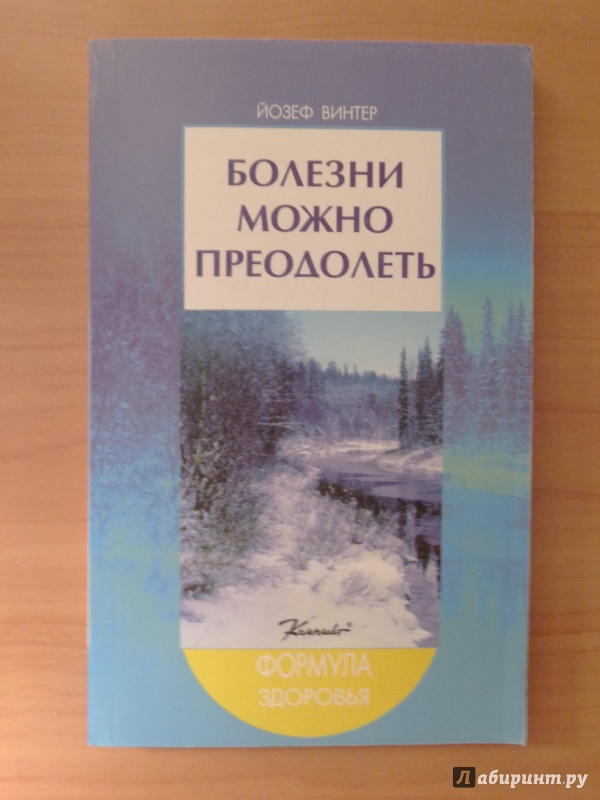 ЙОЗЕФ ВИНТЕР
БОЛЕЗНИ
МОЖНО
ПРЕОДОЛЕТЬ
ФОРМУЛА
ЗДОРОВЬЯ
Лабиринт.ру